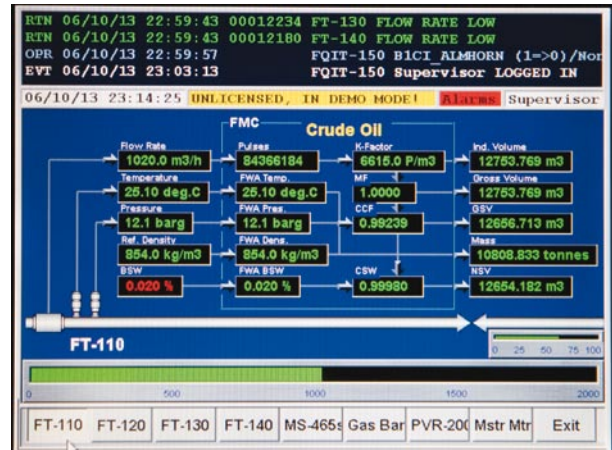 RTN 06/10/13 22:59:43 00012234 FT-130 FLOW RATE LOW
RTN 06/10/13 22:59:43 00012180 FT-140 FLOW RATE LOW
OPR 06/10/13 22:59:57 FQIT-150 B1CI_ALMHORN (1=>0)/Nor
EVT 06/10/13 23:03:13 FQIT-150 Supervisor LOGGED IN
06/10/13 23:14:25 UNLICENSED, IN DEMO MODE! Alarms Supervisor
FMC Crude Oil
Flow Rate Pulses K-Factor Ind. Volume
1020.0 m3/h 84366184 6615.0 P/m3 12753.769 m3
Temperature FWA Temp. MF Gross Volume
25.10 deg.C 25.10 deg.C 1.0000 12753.769 m3
Pressure FWA Pres. CCF GSV
12.1 barg 12.1 barg 0.99239 12656.713 m3
Ref. Density FWA Dens. Mass
854.0 kg/m3 854.0 kg/m3 10808.833 tonnes
BSW FWA BSW CSW NSV
0.020 % 0.020 % 0.99980 12654.182 m3
FT-110
0 25 50 75 100
0 500 1000 1500 2000
FT-110 FT-120 FT-130 FT-140 MS-465s Gas Bar PVR-200 Mstr Mtr Exit